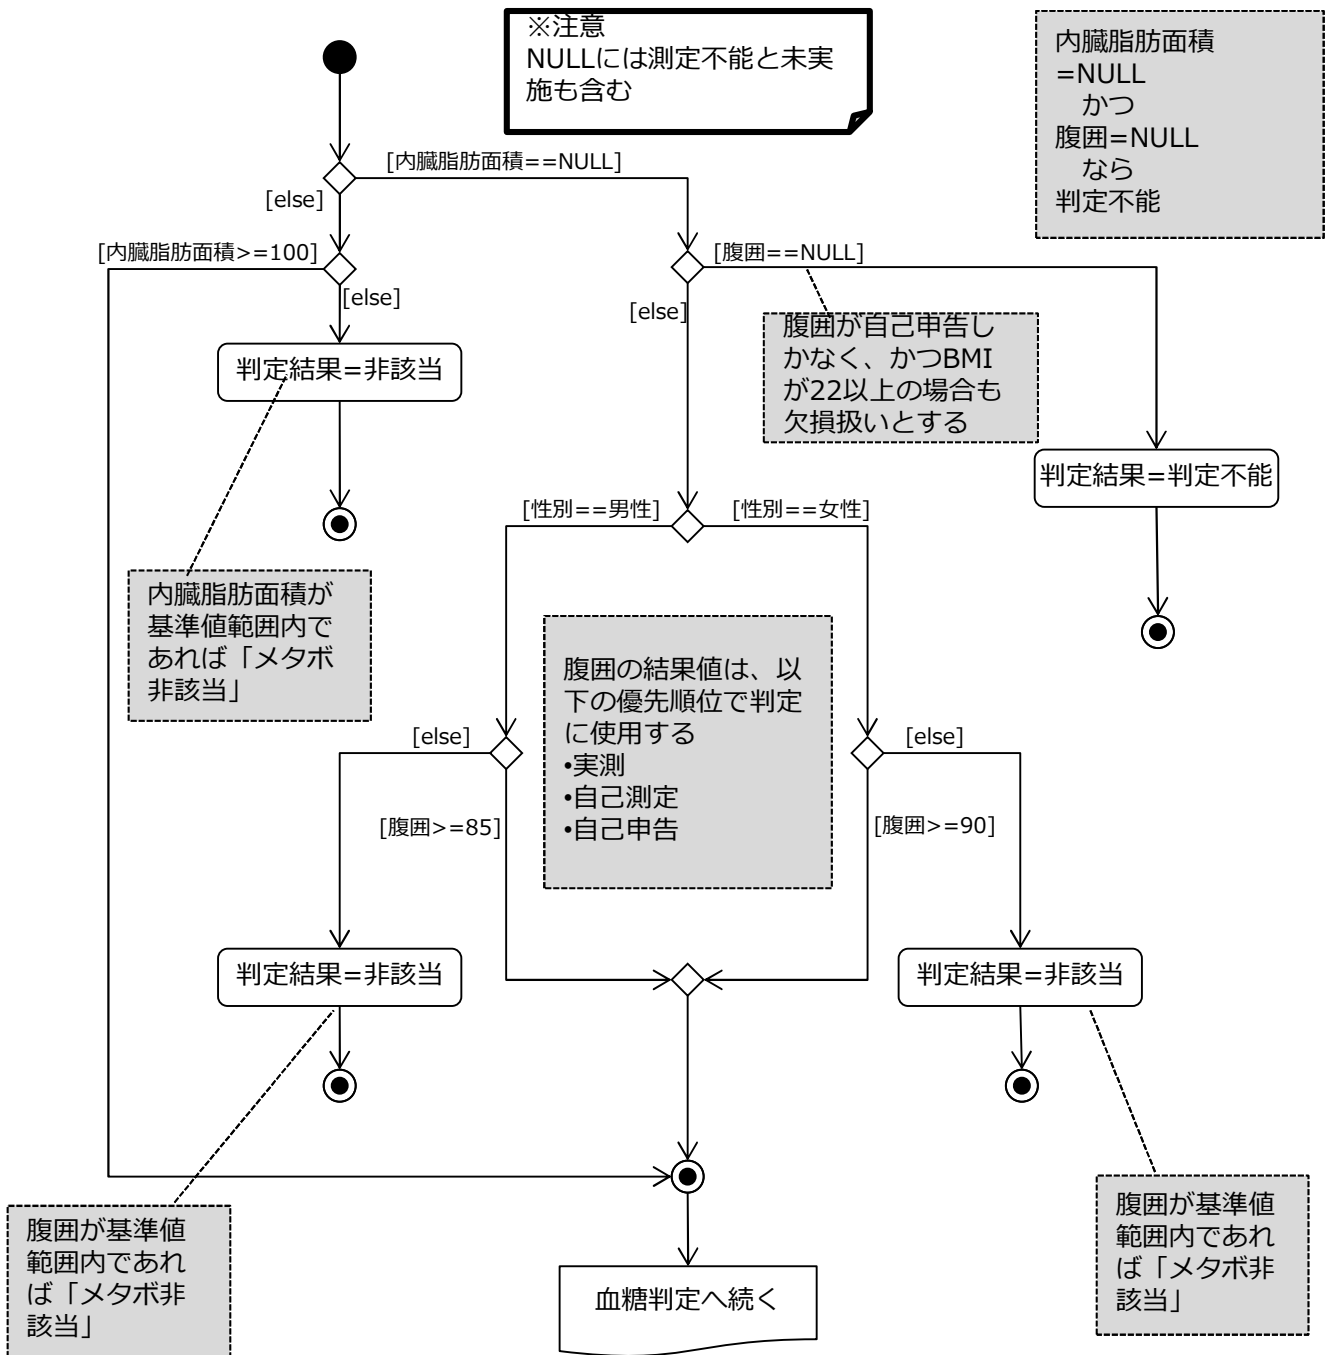 ※注意
NULLには測定不能と未実
施も含む
内臓脂肪面積
=NULL
かつ
腹囲=NULL
なら
判定不能
[内臓脂肪面積==NULL]
[else]
[内臓脂肪面積>=100]
[腹囲==NULL]
[else]
[else]
腹囲が自己申告し
かなく、かつBMI
が22以上の場合も
欠損扱いとする
判定結果=非該当
判定結果=判定不能
[性別==男性]
[性別==女性]
内臓脂肪面積が
基準値範囲内で
あれば「メタボ
非該当」
腹囲の結果値は、以
下の優先順位で判定
に使用する
•実測
•自己測定
•自己申告
[else]
[else]
[腹囲>=85]
[腹囲>=90]
判定結果=非該当
判定結果=非該当
腹囲が基準値
範囲内であれ
ば「メタボ非
該当」
腹囲が基準値
範囲内であれ
ば「メタボ非
該当」
血糖判定へ続く